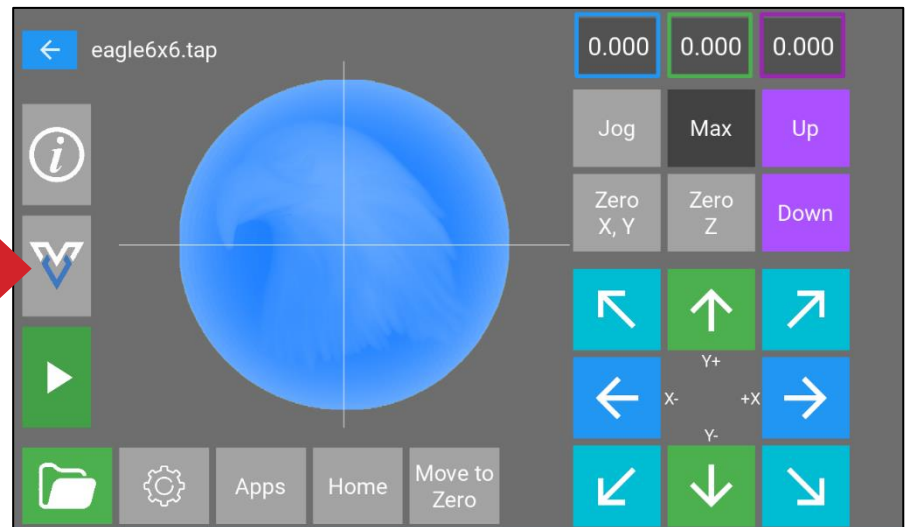 eagle6x6.tap
0.000 0.000 0.000
i
Jog Max Up
Zero X, Y
Zero Z
Down
Y+
X- +X
Y-
Apps Home
Move to
Zero